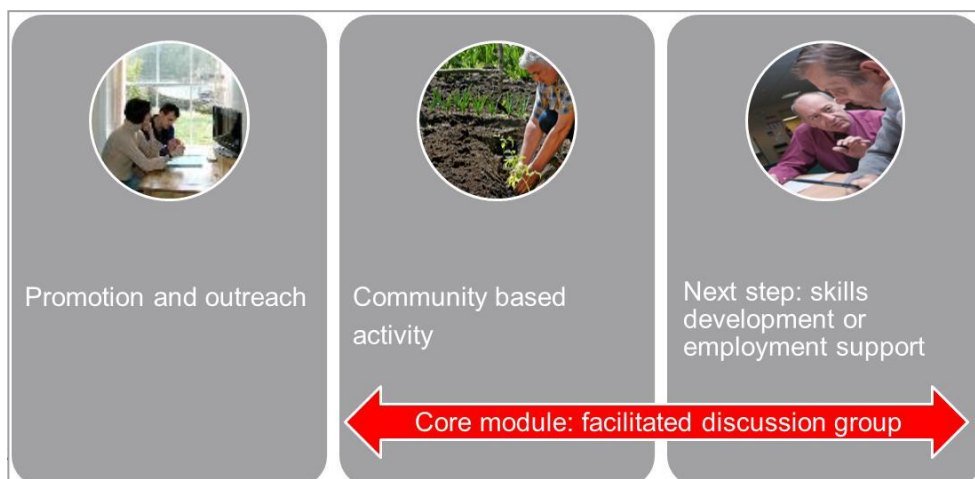 Promotion and outreach
Community based
activity
Next step: skills
development or
employment support
Core module: facilitated discussion group